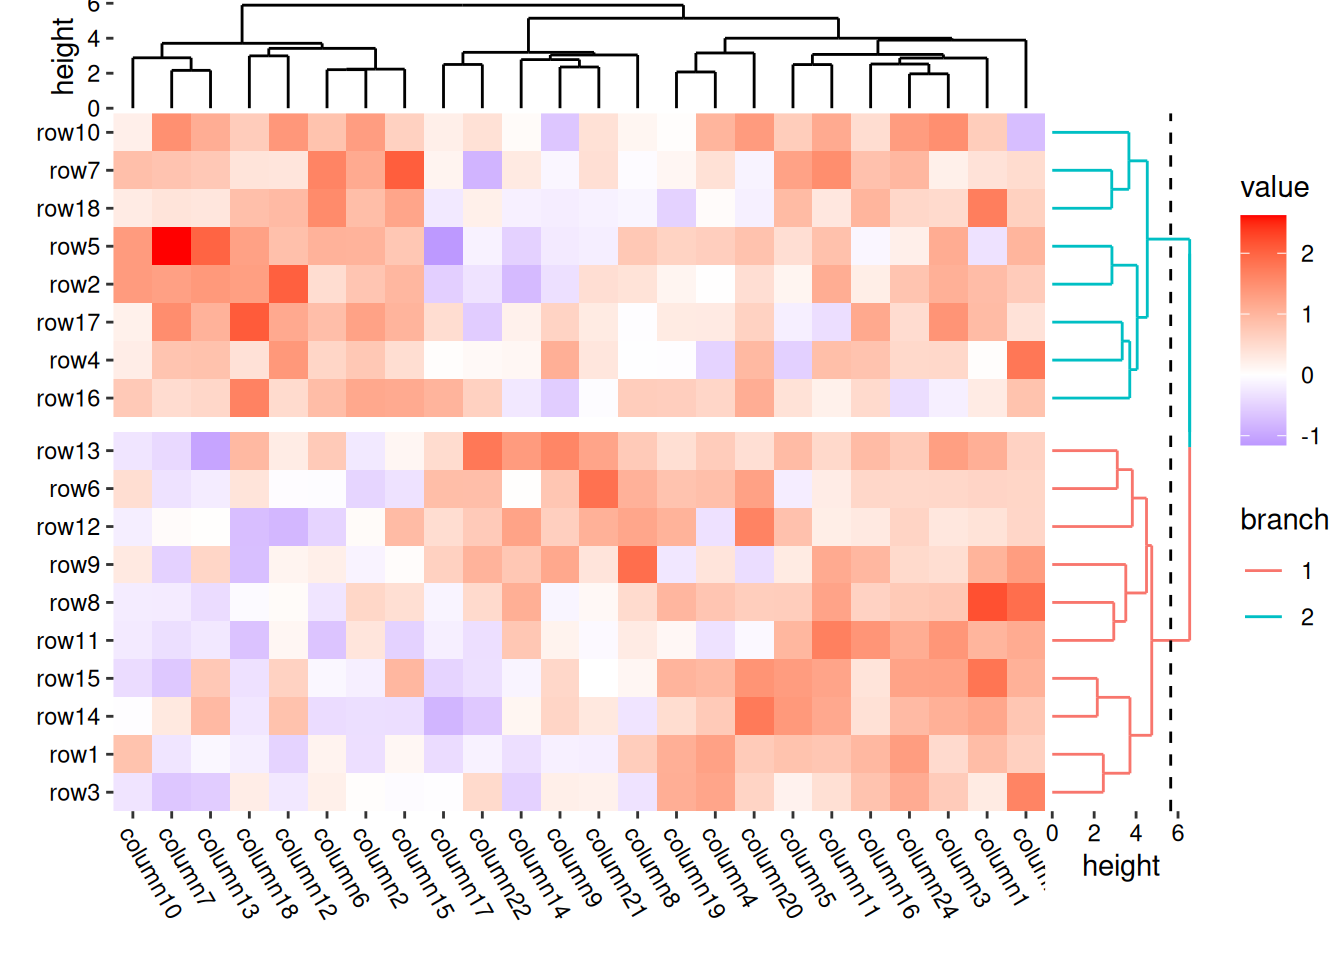 height
6
4
2
0
row10
row7
row18
row5
row2
row17
row4
row16
row13
row6
row12
row9
row8
row11
row15
row14
row1
row3
column10
column7
column13
column18
column12
column6
column2
column15
column17
column22
column14
column9
column21
column8
column19
column4
column20
column5
column11
column16
column24
column3
column1
0 2 4 6
height
value
2
1
0
-1
branch
1
2